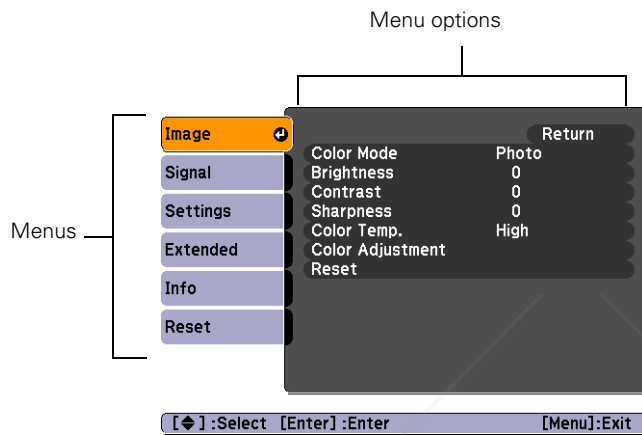 Menu options
Menus
Image
Signal
Settings
Extended
Info
Reset
Return
Color Mode Photo
Brightness 0
Contrast 0
Sharpness 0
Color Temp. High
Color Adjustment
Reset
[◆] :Select [Enter] :Enter [Menu]:Exit